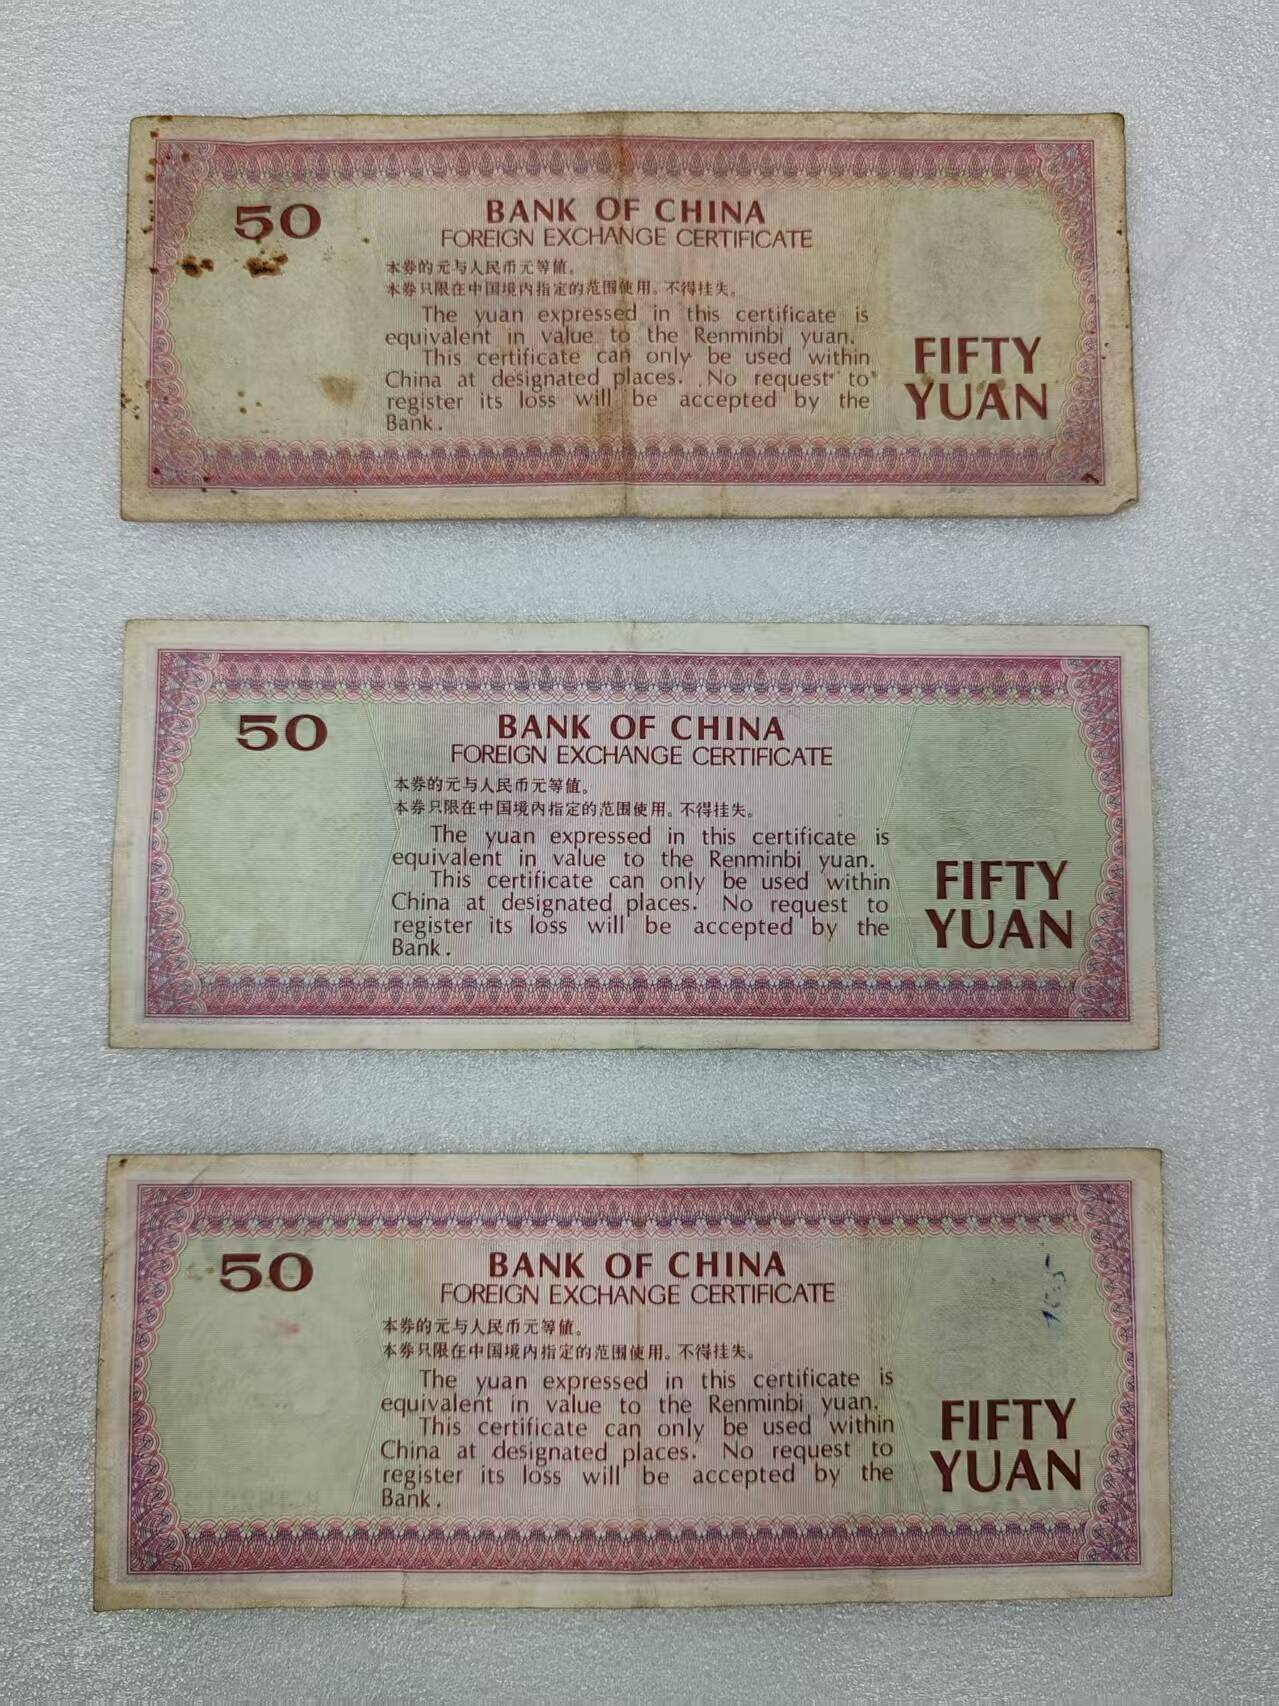 50
BANK OF CHINA
FOREIGN EXCHANGE CERTIFICATE
本券的元与人民币元等值。
本券只限在中国境内指定的范围使用。不得挂失。
The yuan expressed in this certificate is
equivalent in value to the Renminbi yuan.
This certificate can only be used within
China at designated places. No request to
register its loss will be accepted by the
Bank.
FIFTY
YUAN
50
BANK OF CHINA
FOREIGN EXCHANGE CERTIFICATE
本券的元与人民币元等值。
本券只限在中国境内指定的范围使用。不得挂失。
The yuan expressed in this certificate is
equivalent in value to the Renminbi yuan.
This certificate can only be used within
China at designated places. No request to
register its loss will be accepted by the
Bank.
FIFTY
YUAN
50
BANK OF CHINA
FOREIGN EXCHANGE CERTIFICATE
本券的元与人民币元等值。
本券只限在中国境内指定的范围使用。不得挂失。
The yuan expressed in this certificate is
equivalent in value to the Renminbi yuan.
This certificate can only be used within
China at designated places. No request to
register its loss will be accepted by the
Bank.
FIFTY
YUAN